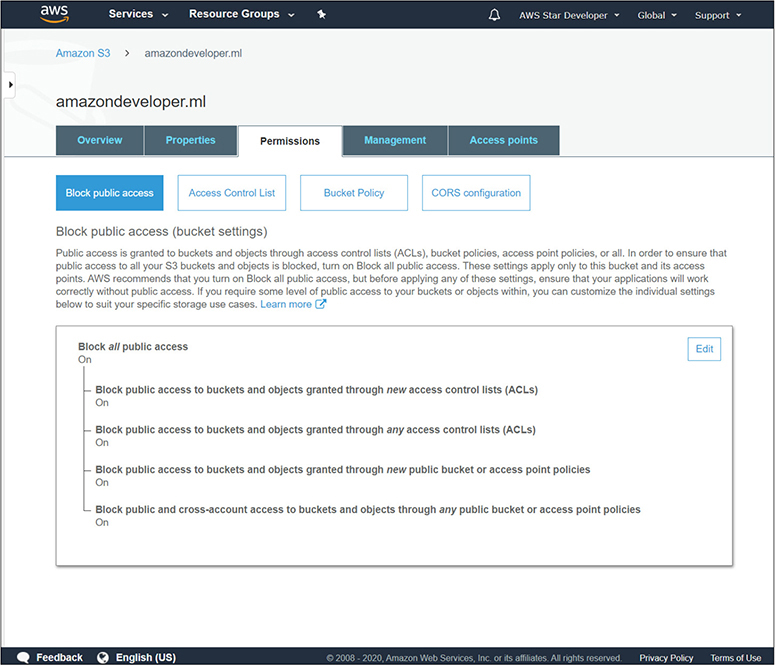 aws Services Resource Groups AWS Star Developer Global Support
Amazon S3 > amazondeveloper.ml
amazondeveloper.ml
Overview Properties Permissions Management Access points
Block public access Access Control List Bucket Policy CORS configuration
Block public access (bucket settings)
Public access is granted to buckets and objects through access control lists (ACLs), bucket policies, access point policies, or all. In order to ensure that
public access to all your S3 buckets and objects is blocked, turn on Block all public access. These settings apply only to this bucket and its access
points. AWS recommends that you turn on Block all public access, but before applying any of these settings, ensure that your applications will work
correctly without public access. If you require some level of public access to your buckets or objects within, you can customize the individual settings
below to suit your specific storage use cases. Learn more
Block all public access Edit
On
Block public access to buckets and objects granted through new access control lists (ACLs)
On
Block public access to buckets and objects granted through any access control lists (ACLs)
On
Block public access to buckets and objects granted through new public bucket or access point policies
On
Block public and cross-account access to buckets and objects through any public bucket or access point policies
On
Feedback English (US) © 2008 - 2020, Amazon Web Services, Inc. or its affiliates. All rights reserved. Privacy Policy Terms of Use